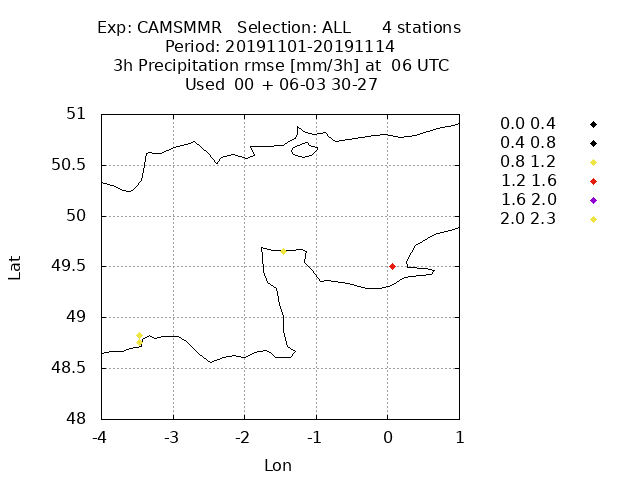 Exp: CAMSMMR   Selection: ALL      4 stations
Period: 20191101-20191114
3h Precipitation rmse [mm/3h] at  06 UTC
Used  00 + 06-03 30-27
51
50.5
50
49.5
49
48.5
48
-4 -3 -2 -1 0 1
Lat
Lon
0.0 0.4
0.4 0.8
0.8 1.2
1.2 1.6
1.6 2.0
2.0 2.3